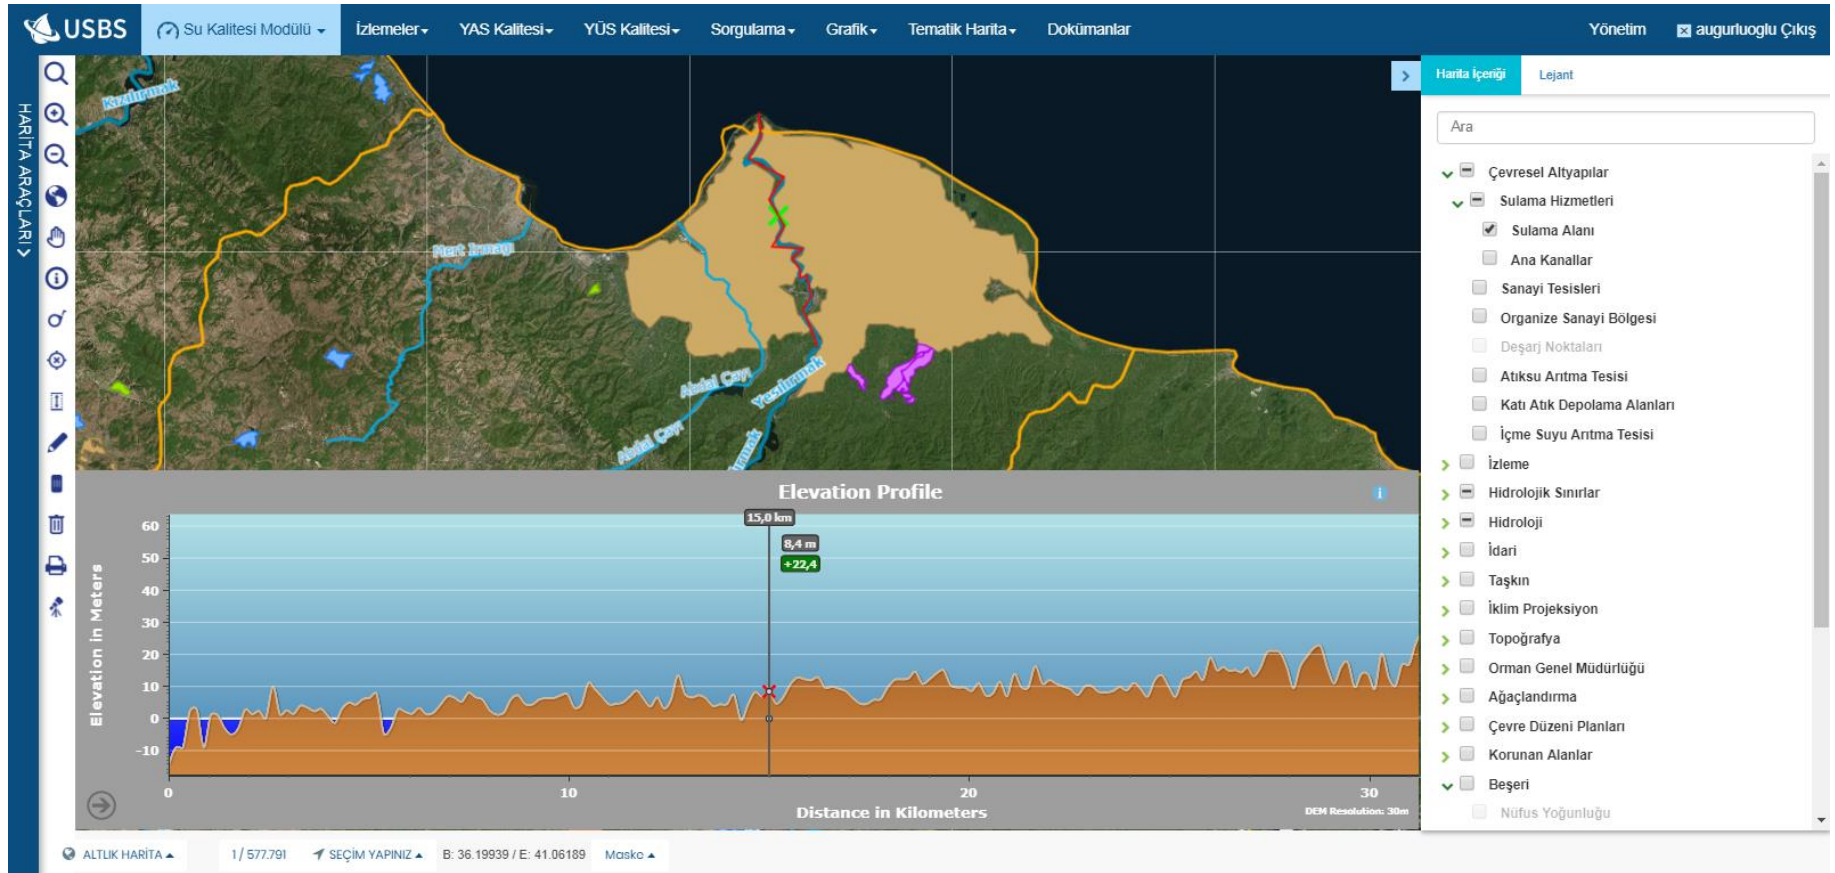 USBS
Su Kalitesi Modülü
İzlemeler
YAS Kalitesi
YÜS Kalitesi
Sorgulama
Grafik
Tematik Harita
Dokümanlar
Yönetim
augurluoglu Çıkış
HARİTA ARAÇLARI
Kızılırmak
Mert Irmağı
Abdal Çayı
Yeşilırmak
Abdal Çayı
ırmak
Harita İçeriği
Lejant
Ara
Çevresel Altyapılar
Sulama Hizmetleri
Sulama Alanı
Ana Kanallar
Sanayi Tesisleri
Organize Sanayi Bölgesi
Deşarj Noktaları
Atıksu Arıtma Tesisi
Katı Atık Depolama Alanları
İçme Suyu Arıtma Tesisi
İzleme
Hidrolojik Sınırlar
Hidroloji
İdari
Taşkın
İklim Projeksiyon
Topoğrafya
Orman Genel Müdürlüğü
Ağaçlandırma
Çevre Düzeni Planları
Korunan Alanlar
Beşeri
Nüfus Yoğunluğu
Elevation Profile
15,0 km
8,4 m
+22,4
Elevation in Meters
60
50
40
30
20
10
0
-10
0
10
20
30
Distance in Kilometers
DEM Resolution: 30m
ALTLIK HARİTA
1 / 577.791
SEÇİM YAPINIZ
B: 36.19939 / E: 41.06189
Maske